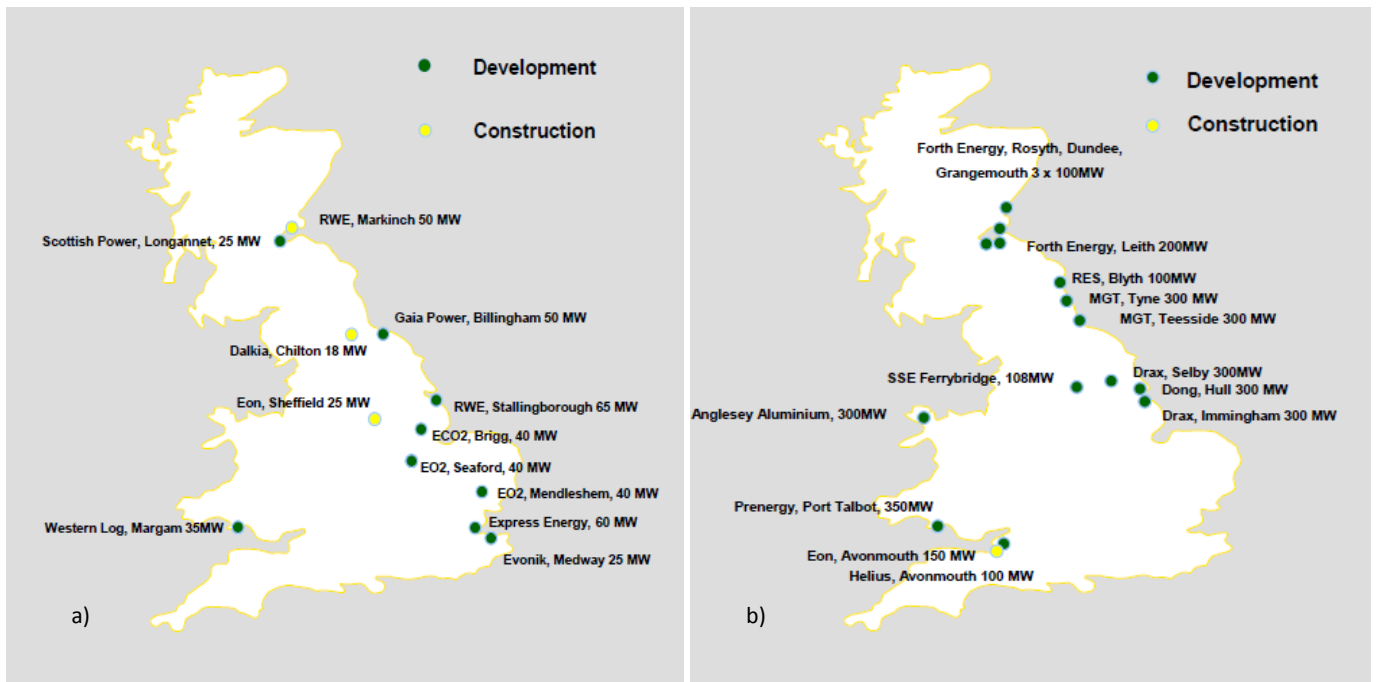 Development
Construction
RWE, Markinch 50 MW
Scottish Power, Longannet, 25 MW
Gaia Power, Billingham 50 MW
Dalkia, Chilton 18 MW
Eon, Sheffield 25 MW
RWE, Stallingborough 65 MW
ECO2, Brigg, 40 MW
EO2, Seaford, 40 MW
EO2, Mendleshem, 40 MW
Express Energy, 60 MW
Western Log, Margam 35MW
Evonik, Medway 25 MW
a)
Development
Construction
Forth Energy, Rosyth, Dundee,
Grangemouth 3 x 100MW
Forth Energy, Leith 200MW
RES, Blyth 100MW
MGT, Tyne 300 MW
MGT, Teesside 300 MW
SSE Ferrybridge, 108MW
Drax, Selby 300MW
Dong, Hull 300 MW
Anglesey Aluminium, 300MW
Drax, Immingham 300 MW
Prenergy, Port Talbot, 350MW
Eon, Avonmouth 150 MW
Helius, Avonmouth 100 MW
b)